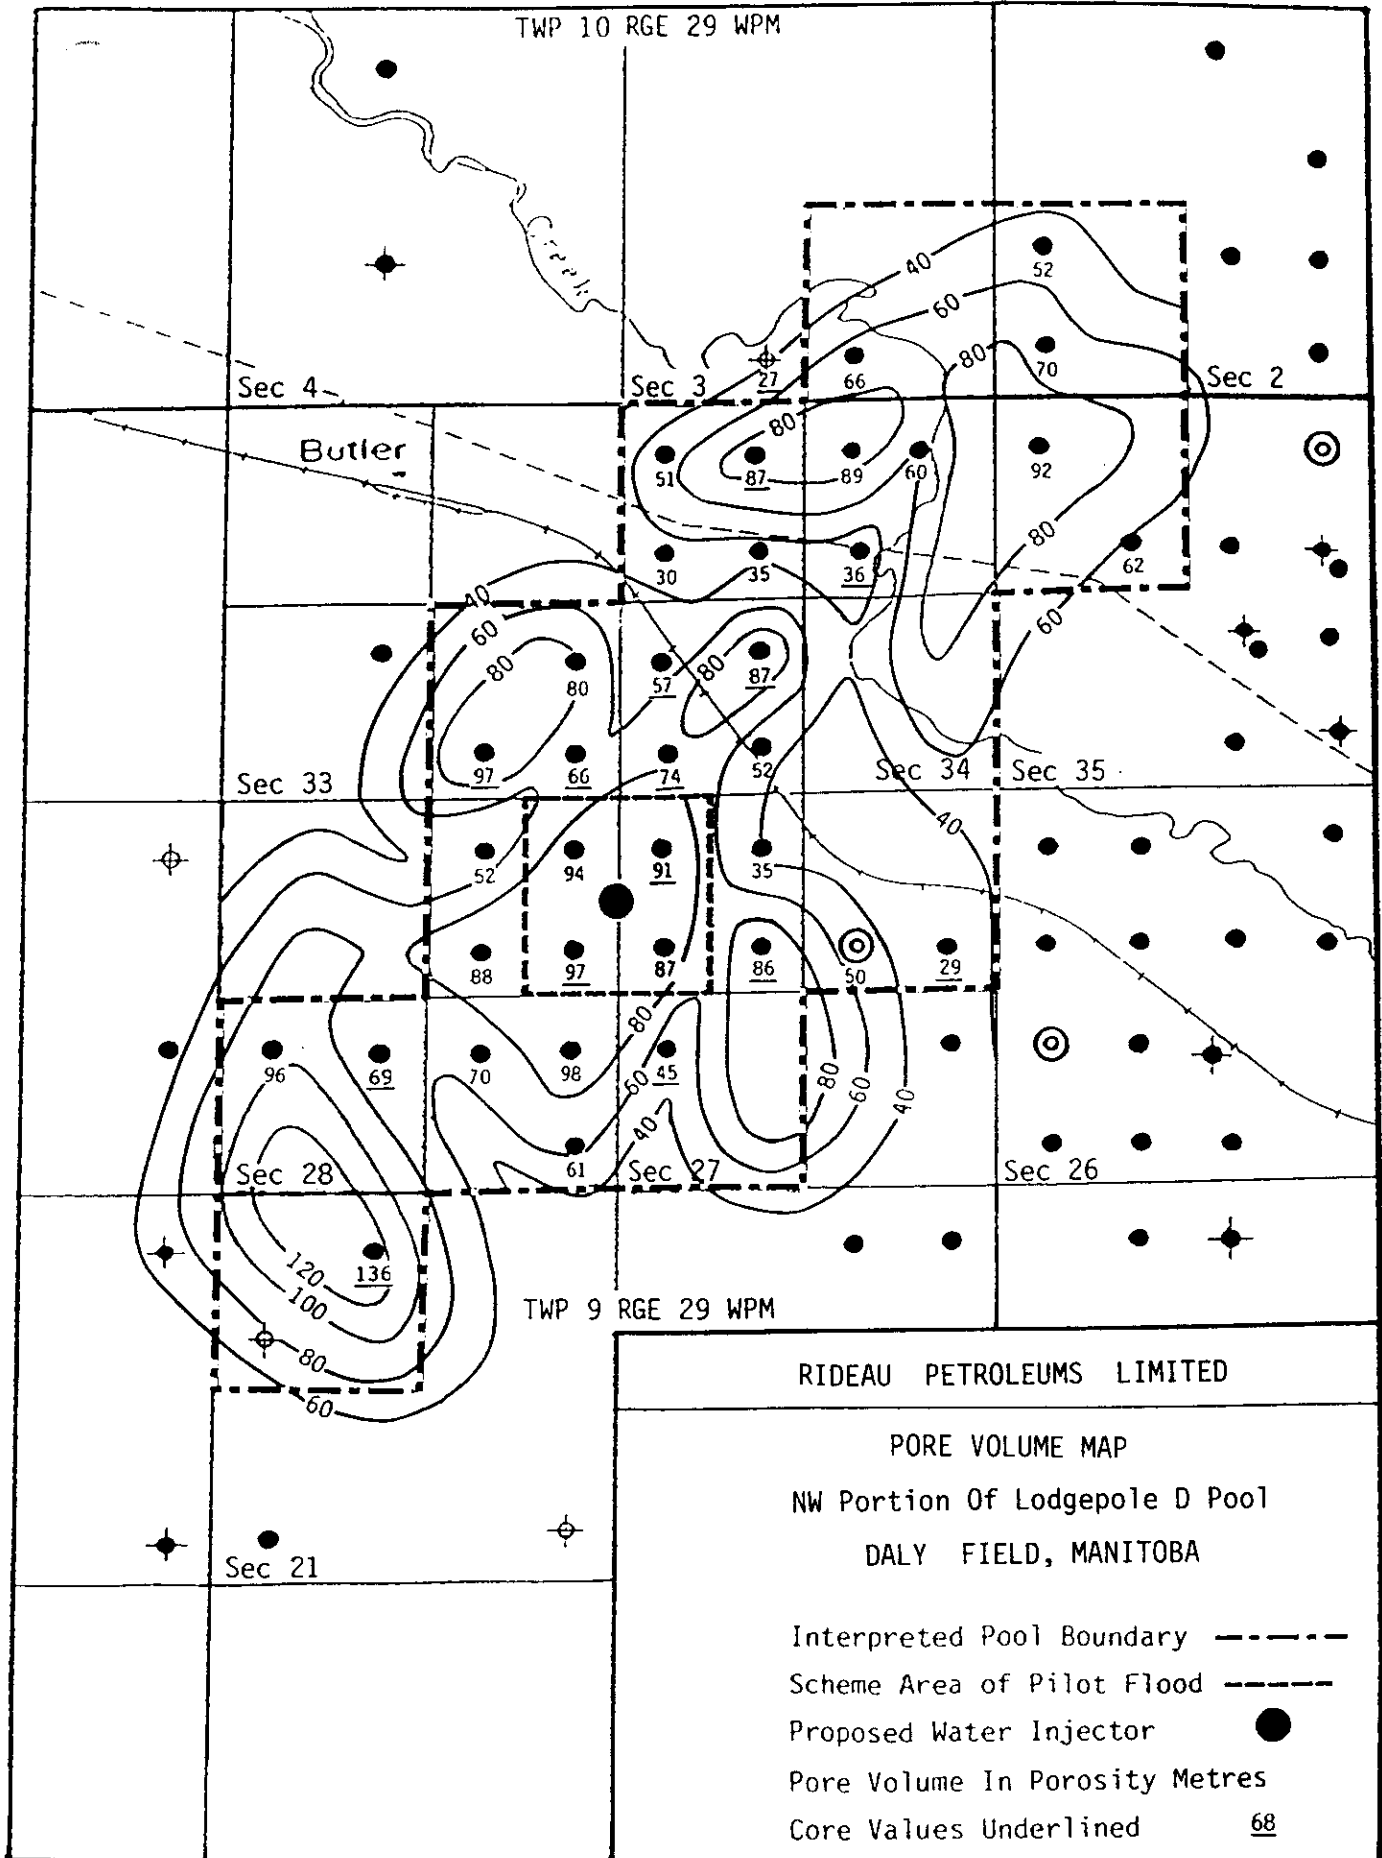 TWP 10 RGE 29 WPM
Creek
40
52
60
80
70
27
66
Sec 4
Sec 3
Sec 2
80
Butler
51
87
89
60
92
80
30
35
36
62
40
60
60
80
80
57
80
87
97
66
74
52
Sec 33
Sec 34
Sec 35
40
52
94
91
35
88
97
87
86
50
29
80
96
69
70
98
45
60
80
60
40
40
61
Sec 28
Sec 27
Sec 26
120
136
100
TWP 9 RGE 29 WPM
80
60
RIDEAU PETROLEUMS LIMITED
PORE VOLUME MAP
NW Portion Of Lodgepole D Pool
DALY FIELD, MANITOBA
Sec 21
Interpreted Pool Boundary
Scheme Area of Pilot Flood
Proposed Water Injector
Pore Volume In Porosity Metres
Core Values Underlined 68